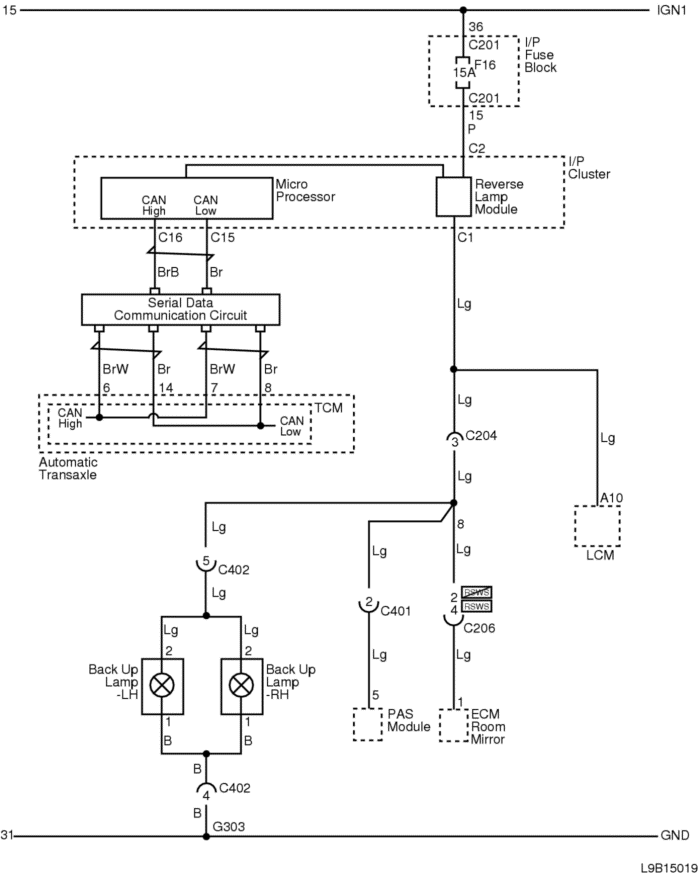 15
IGN1
36
C201
I/P
Fuse
Block
F16
15A
C201
15
P
C2
I/P
Cluster
Micro
Processor
CAN
High
CAN
Low
Reverse
Lamp
Module
C16
C15
C1
BrB
Br
Serial Data
Communication Circuit
Lg
BrW
Br
BrW
Br
6
14
7
8
TCM
CAN
High
CAN
Low
Automatic
Transaxle
Lg
Lg
3
C204
Lg
A10
LCM
Lg
8
Lg
Lg
5
C402
Lg
2
RSWS
4
RSWS
2
C401
C206
Lg
Lg
2
2
Lg
Lg
Back Up
Lamp
-LH
Back Up
Lamp
-RH
5
PAS
Module
1
ECM
Room
Mirror
1
1
B
B
B
C402
4
B
G303
31
GND
L9B15019